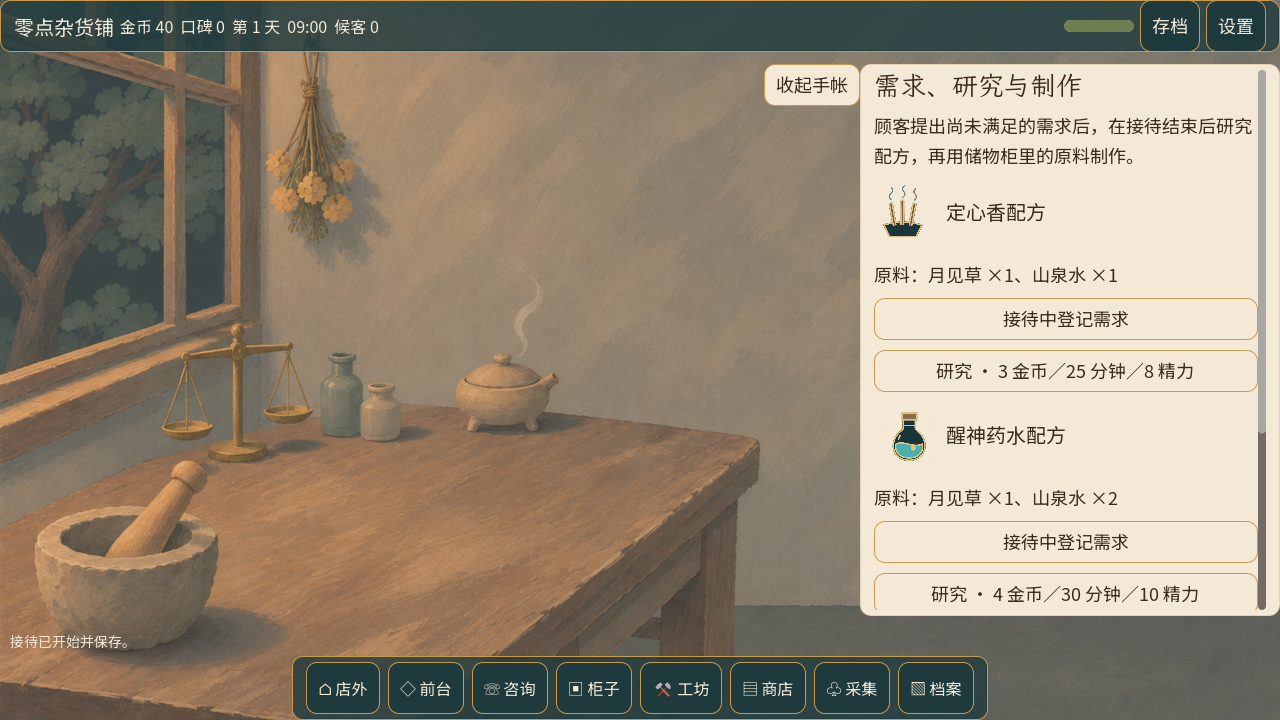 零点杂货铺 金币 40 口碑 0 第 1 天 09:00 候客 0
存档
设置
收起手帐
需求、研究与制作
顾客提出尚未满足的需求后，在接待结束后研究
配方，再用储物柜里的原料制作。
定心香配方
原料：月见草 ×1、山泉水 ×1
接待中登记需求
研究 · 3 金币／25 分钟／8 精力
醒神药水配方
原料：月见草 ×1、山泉水 ×2
接待中登记需求
研究 · 4 金币／30 分钟／10 精力
接待已开始并保存。
店外
前台
咨询
柜子
工坊
商店
采集
档案